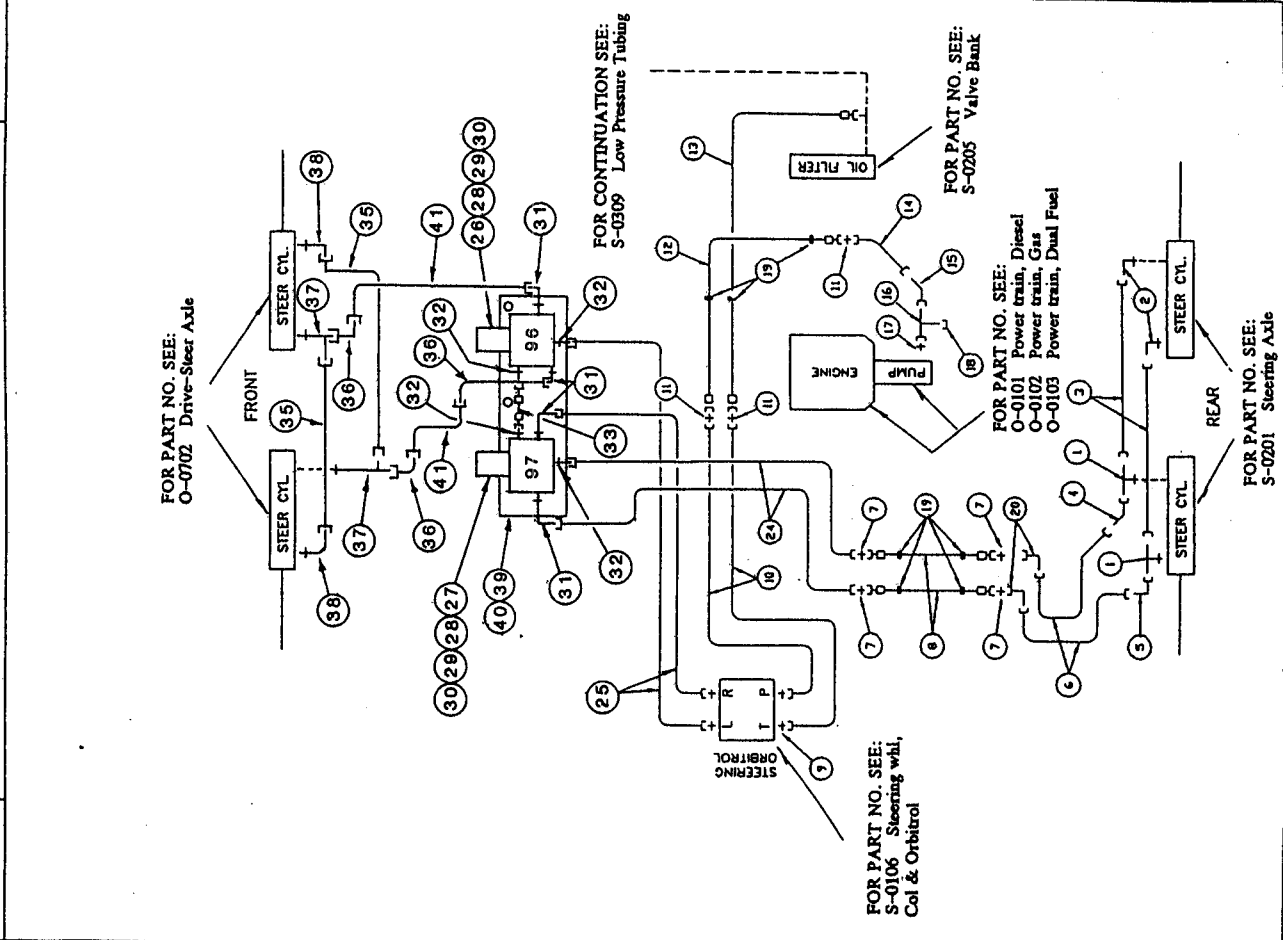 FOR PART NO. SEE:
O-0702 Drive-Steer Axle
STEER CYL
STEER CYL.
FRONT
38
35
37
38
37
35
36
41
36
41
36
32
32
31
33
96
97
26 28 29 30
31
32
30 29 28 27
40 39
31
32
FOR CONTINUATION SEE:
S-0309 Low Pressure Tubing
25
24
10
11
11
12
13
19
11
14
15
16
17
18
OIL FILTER
FOR PART NO. SEE:
S-0205 Valve Bank
ENGINE
PUMP
FOR PART NO. SEE:
O-0101 Power train, Diesel
O-0102 Power train, Gas
O-0103 Power train, Dual Fuel
STEERING
ORBITROL
L
R
T
P
9
FOR PART NO. SEE:
S-0106 Steering whl,
Col & Orbitrol
7
7
19
8
7
7
20
6
5
4
1
1
3
2
STEER CYL.
STEER CYL.
REAR
FOR PART NO. SEE:
S-0201 Steering Axle